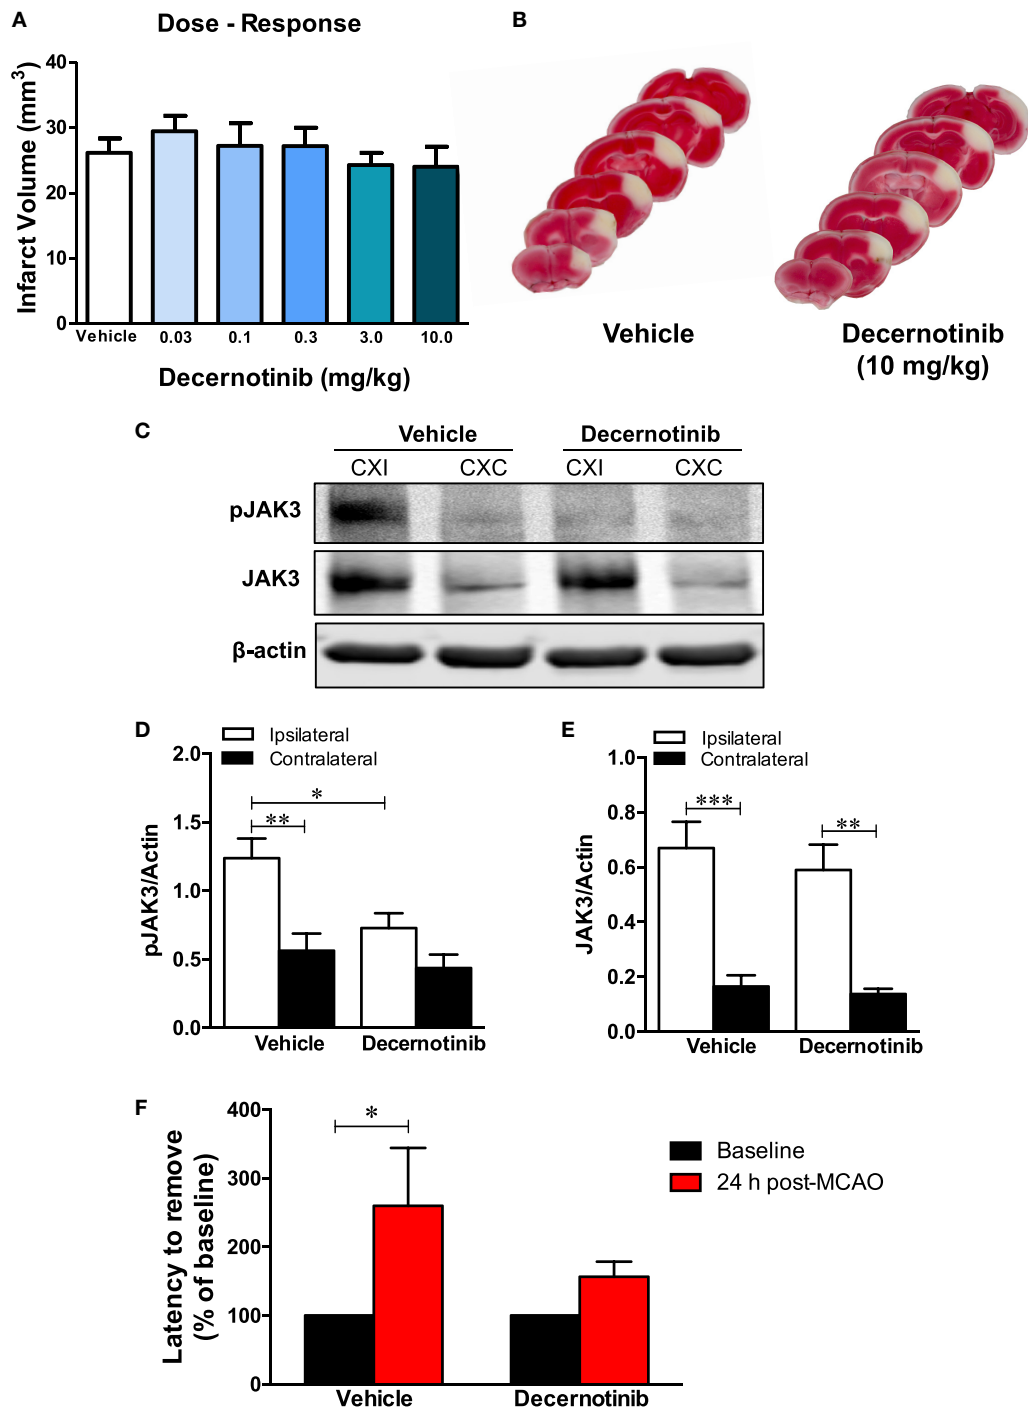 A
Dose - Response
Infarct Volume (mm³)
40
30
20
10
0
Vehicle 0.03 0.1 0.3 3.0 10.0
Decernotinib (mg/kg)
B
Vehicle
Decernotinib
(10 mg/kg)
C
Vehicle Decernotinib
CXI CXC CXI CXC
pJAK3
JAK3
β-actin
D
Ipsilateral
Contralateral
pJAK3/Actin
2.0
1.5
1.0
0.5
0.0
*
**
Vehicle Decernotinib
E
Ipsilateral
Contralateral
JAK3/Actin
1.0
0.8
0.6
0.4
0.2
0.0
***
**
Vehicle Decernotinib
F
Latency to remove
(% of baseline)
400
300
200
100
0
*
Baseline
24 h post-MCAO
Vehicle Decernotinib